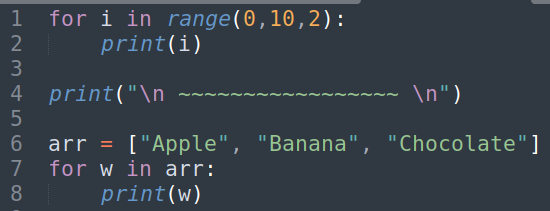 1 for i in range(0,10,2):
2     print(i)
3
4 print("\n ~~~~~~~~~~~~~~~~~ \n")
5
6 arr = ["Apple", "Banana", "Chocolate"]
7 for w in arr:
8     print(w)